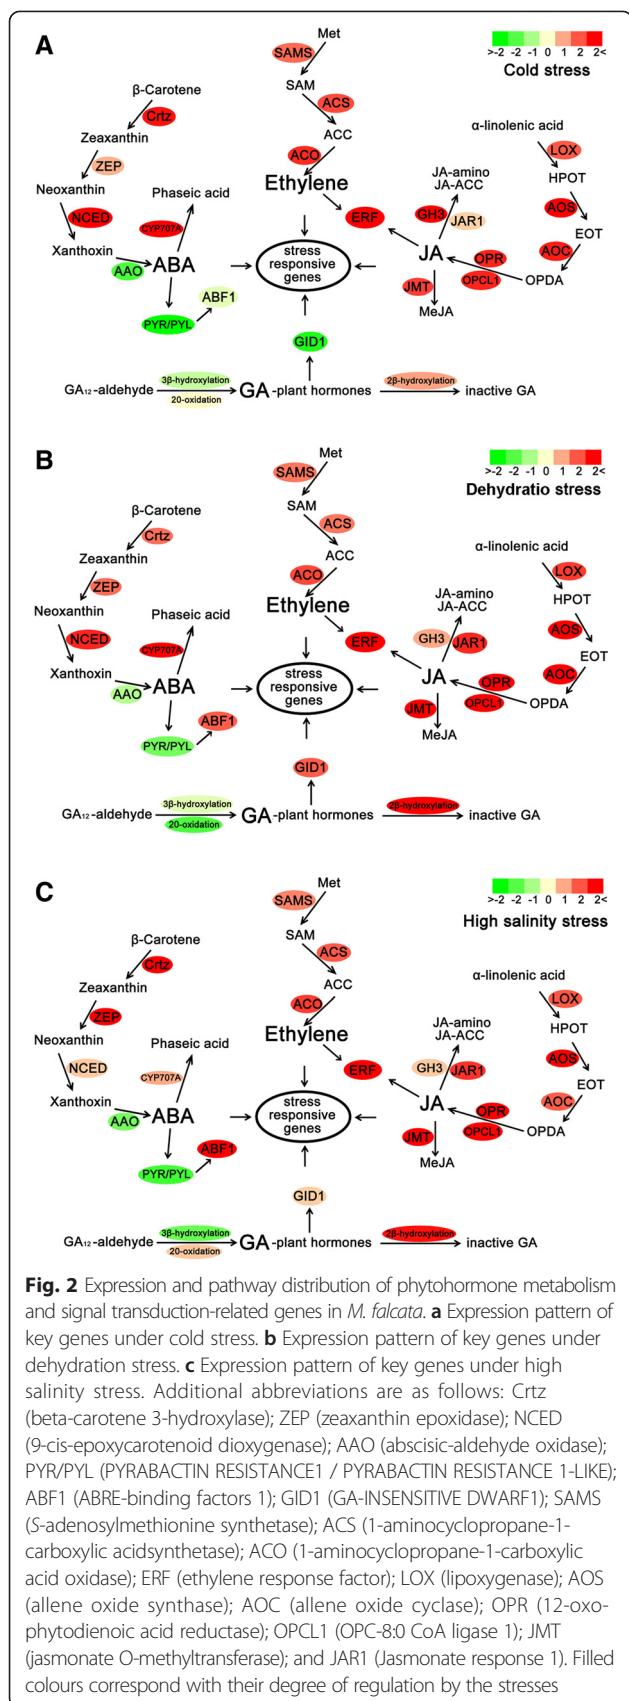 A
Met
SAMS
>-2 -2 -1 0 1 2 2<
Cold stress
SAM
β-Carotene
Crtz
ACS
Zeaxanthin
ACC
α-linolenic acid
ZEP
ACO
LOX
Neoxanthin
Phaseic acid
Ethylene
JA-amino
JA-ACC
HPOT
NCED
CYP707A
ERF
GH3
JAR1
AOS
EOT
Xanthoxin
AAO
ABA
stress
responsive
genes
JA
OPR
AOC
OPCL1
OPDA
JMT
MeJA
PYR/PYL
ABF1
GID1
GA12-aldehyde
3β-hydroxylation
20-oxidation
GA-plant hormones
2β-hydroxylation
inactive GA
B
Met
SAMS
>-2 -2 -1 0 1 2 2<
Dehydratio stress
SAM
β-Carotene
Crtz
ACS
Zeaxanthin
ACC
α-linolenic acid
ZEP
ACO
LOX
Neoxanthin
Phaseic acid
Ethylene
JA-amino
JA-ACC
HPOT
NCED
CYP707A
ERF
GH3
JAR1
AOS
EOT
Xanthoxin
AAO
ABA
stress
responsive
genes
JA
OPR
AOC
OPCL1
OPDA
JMT
MeJA
PYR/PYL
ABF1
GID1
GA12-aldehyde
3β-hydroxylation
20-oxidation
GA-plant hormones
2β-hydroxylation
inactive GA
C
Met
SAMS
>-2 -2 -1 0 1 2 2<
High salinity stress
SAM
β-Carotene
Crtz
ACS
Zeaxanthin
ACC
α-linolenic acid
ZEP
ACO
LOX
Neoxanthin
Phaseic acid
Ethylene
JA-amino
JA-ACC
HPOT
NCED
CYP707A
ERF
GH3
JAR1
AOS
EOT
Xanthoxin
AAO
ABA
stress
responsive
genes
JA
OPR
AOC
OPCL1
OPDA
JMT
MeJA
PYR/PYL
ABF1
GID1
GA12-aldehyde
3β-hydroxylation
20-oxidation
GA-plant hormones
2β-hydroxylation
inactive GA
Fig. 2 Expression and pathway distribution of phytohormone metabolism
and signal transduction-related genes in M. falcata. a Expression pattern of
key genes under cold stress. b Expression pattern of key genes under
dehydration stress. c Expression pattern of key genes under high
salinity stress. Additional abbreviations are as follows: Crtz
(beta-carotene 3-hydroxylase); ZEP (zeaxanthin epoxidase); NCED
(9-cis-epoxycarotenoid dioxygenase); AAO (abscisic-aldehyde oxidase);
PYR/PYL (PYRABACTIN RESISTANCE1 / PYRABACTIN RESISTANCE 1-LIKE);
ABF1 (ABRE-binding factors 1); GID1 (GA-INSENSITIVE DWARF1); SAMS
(S-adenosylmethionine synthetase); ACS (1-aminocyclopropane-1-
carboxylic acidsynthetase); ACO (1-aminocyclopropane-1-carboxylic
acid oxidase); ERF (ethylene response factor); LOX (lipoxygenase); AOS
(allene oxide synthase); AOC (allene oxide cyclase); OPR (12-oxo-
phytodienoic acid reductase); OPCL1 (OPC-8:0 CoA ligase 1); JMT
(jasmonate O-methyltransferase); and JAR1 (Jasmonate response 1). Filled
colours correspond with their degree of regulation by the stresses